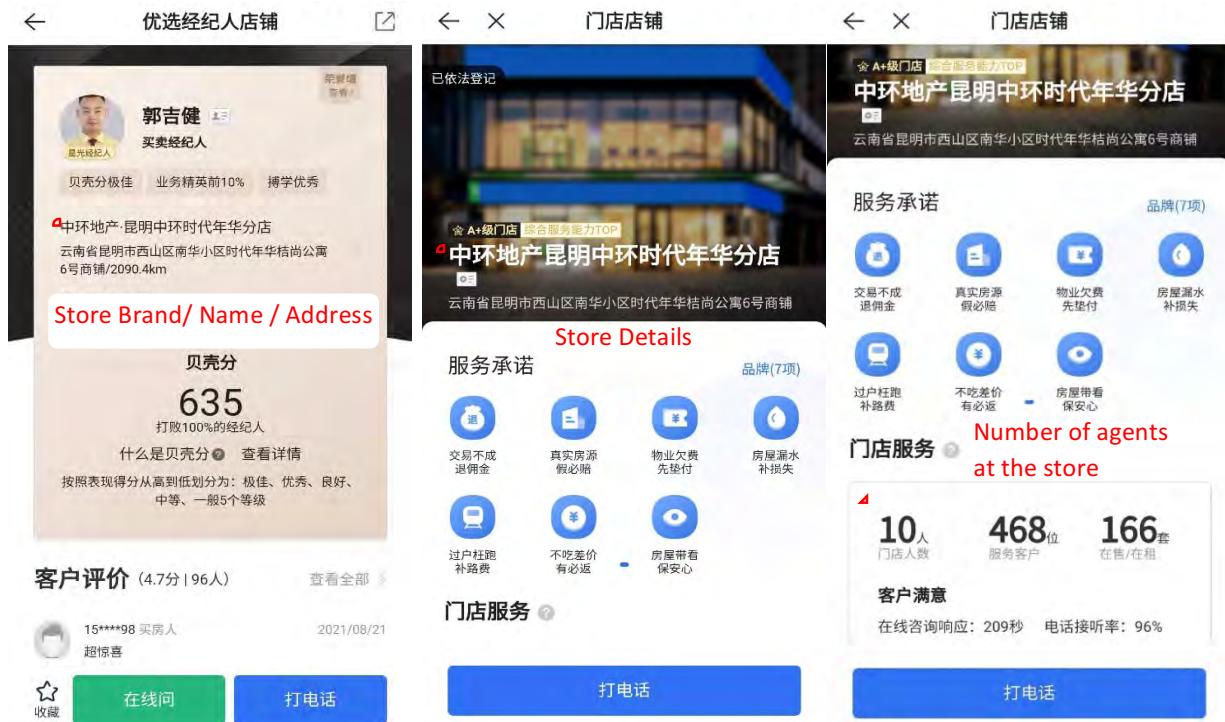 优选经纪人店铺
荣誉墙
查看
郭吉健
买卖经纪人
星光经纪人
贝壳分极佳 业务精英前10% 搏学优秀
中环地产·昆明中环时代年华分店
云南省昆明市西山区南华小区时代年华桔尚公寓
6号商铺/2090.4km
Store Brand/ Name / Address
贝壳分
635
打败100%的经纪人
什么是贝壳分 ? 查看详情
按照表现得分从高到低划分为：极佳、优秀、良好、
中等、一般5个等级
客户评价（4.7分 | 96人） 查看全部
15****98 买房人 2021/08/21
超惊喜
收藏
在线问
打电话
门店店铺
已依法登记
A+级门店 综合服务能力TOP
中环地产昆明中环时代年华分店
云南省昆明市西山区南华小区时代年华桔尚公寓6号商铺
Store Details
服务承诺 品牌(7项)
退
交易不成 真实房源 物业欠费 房屋漏水
退佣金 假必赔 先垫付 补损失
过户枉跑 不吃差价 房屋带看
补路费 有必返 保安心
门店服务 ?
打电话
门店店铺
A+级门店 综合服务能力TOP
中环地产昆明中环时代年华分店
云南省昆明市西山区南华小区时代年华桔尚公寓6号商铺
服务承诺 品牌(7项)
退
交易不成 真实房源 物业欠费 房屋漏水
退佣金 假必赔 先垫付 补损失
过户枉跑 不吃差价 房屋带看
补路费 有必返 保安心
门店服务 ?
Number of agents
at the store
10人 468位 166套
门店人数 服务客户 在售/在租
客户满意
在线咨询响应：209秒 电话接听率：96%
打电话